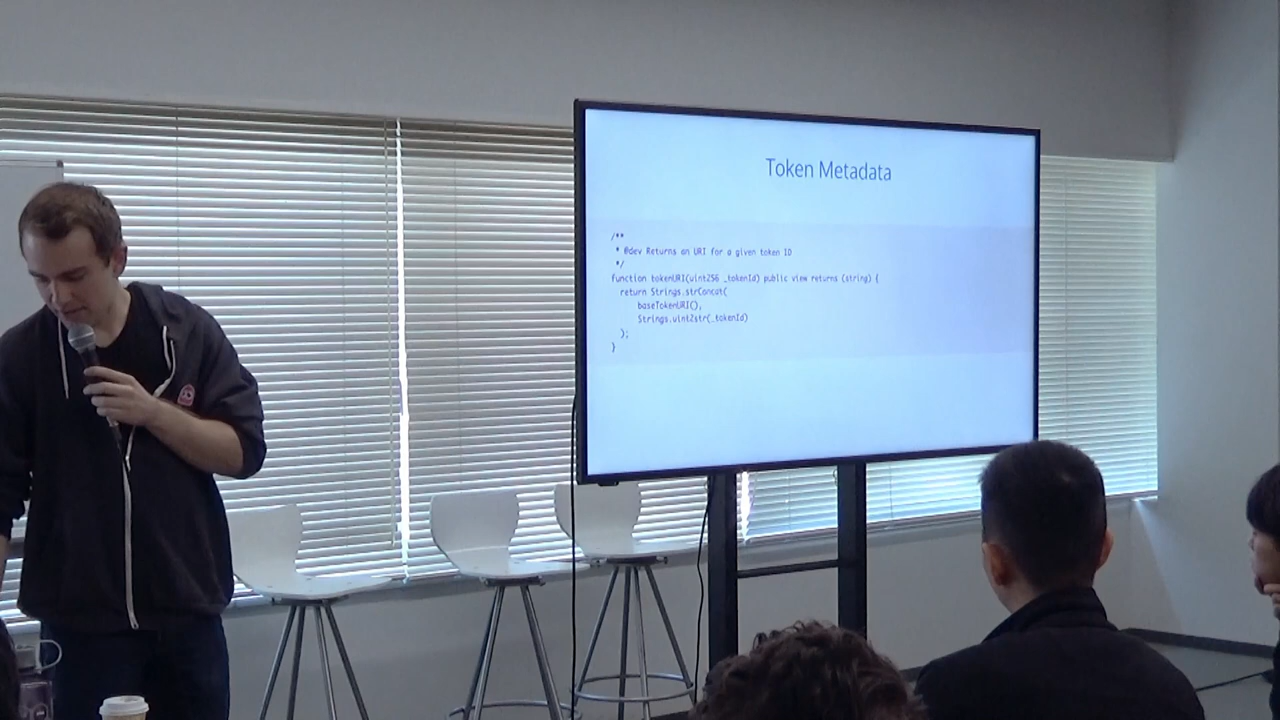 Token Metadata
/**
* @dev Returns an URI for a given token ID
*/
function tokenURI(uint256 _tokenId) public view returns (string) {
return Strings.strConcat(
baseTokenURI(),
Strings.uint2str(_tokenId)
);
}